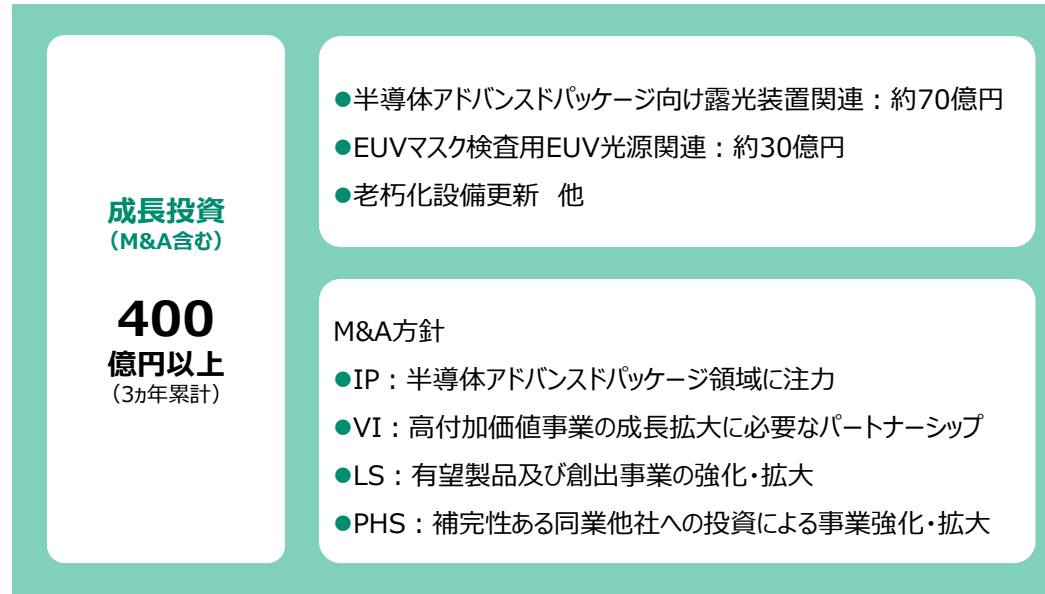 成長投資
（M&A含む）
400
億円以上
（3ヵ年累計）
●半導体アドバンスドパッケージ向け露光装置関連：約70億円
●EUVマスク検査用EUV光源関連：約30億円
●老朽化設備更新　他
M&A方針
●IP：半導体アドバンスドパッケージ領域に注力
●VI：高付加価値事業の成長拡大に必要なパートナーシップ
●LS：有望製品及び創出事業の強化・拡大
●PHS：補完性ある同業他社への投資による事業強化・拡大